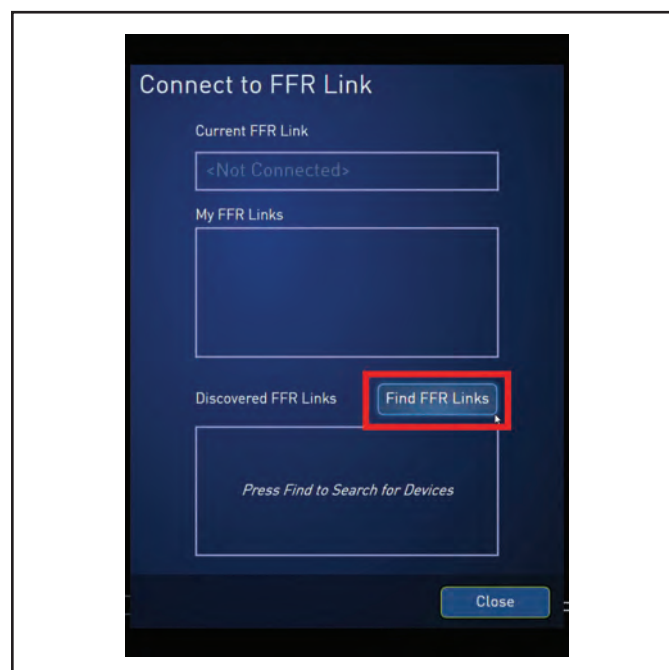 Connect to FFR Link
Current FFR Link
<Not Connected>
My FFR Links
Discovered FFR Links
Find FFR Links
Press Find to Search for Devices
Close